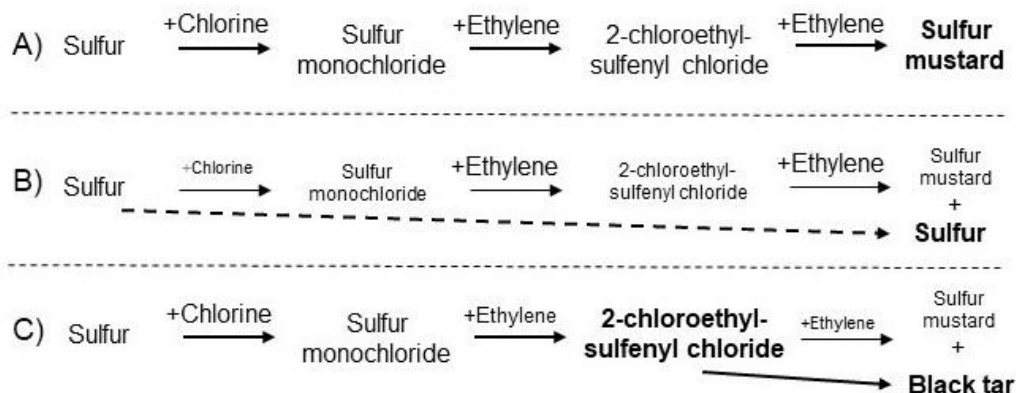 A) Sulfur +Chlorine Sulfur monochloride +Ethylene 2-chloroethyl-sulfenyl chloride +Ethylene Sulfur mustard
B) Sulfur +Chlorine Sulfur monochloride +Ethylene 2-chloroethyl-sulfenyl chloride +Ethylene Sulfur mustard
+
Sulfur
C) Sulfur +Chlorine Sulfur monochloride +Ethylene 2-chloroethyl-sulfenyl chloride +Ethylene Sulfur mustard
+
Black tar